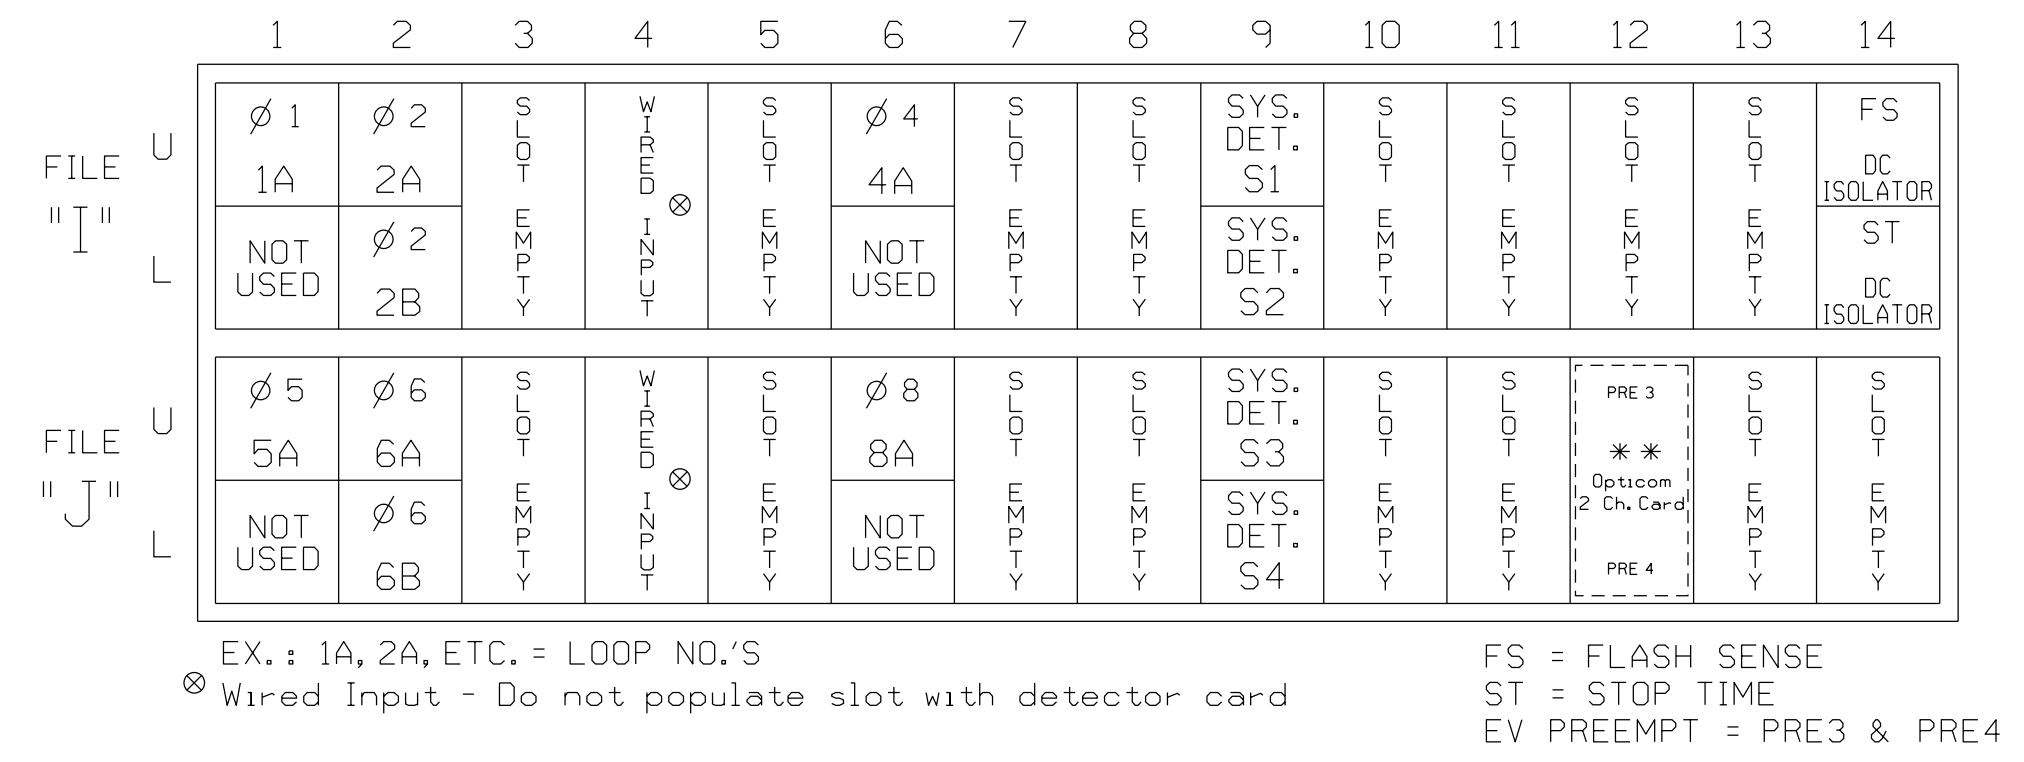 1 2 3 4 5 6 7 8 9 10 11 12 13 14
FILE "I"
U
L
Ø 1
1A
NOT
USED
Ø 2
2A
Ø 2
2B
SLOT EMPTY
WIRED INPUT ⊗
SLOT EMPTY
Ø 4
4A
NOT
USED
SLOT EMPTY
SLOT EMPTY
SYS.
DET.
S1
SYS.
DET.
S2
SLOT EMPTY
SLOT EMPTY
SLOT EMPTY
SLOT EMPTY
FS
DC
ISOLATOR
ST
DC
ISOLATOR
FILE "J"
U
L
Ø 5
5A
NOT
USED
Ø 6
6A
Ø 6
6B
SLOT EMPTY
WIRED INPUT ⊗
SLOT EMPTY
Ø 8
8A
NOT
USED
SLOT EMPTY
SLOT EMPTY
SYS.
DET.
S3
SYS.
DET.
S4
SLOT EMPTY
SLOT EMPTY
PRE 3
**
Opticom
2 Ch. Card
PRE 4
SLOT EMPTY
SLOT EMPTY
EX.: 1A, 2A, ETC. = LOOP NO.'S
⊗ Wired Input - Do not populate slot with detector card
FS = FLASH SENSE
ST = STOP TIME
EV PREEMPT = PRE3 & PRE4